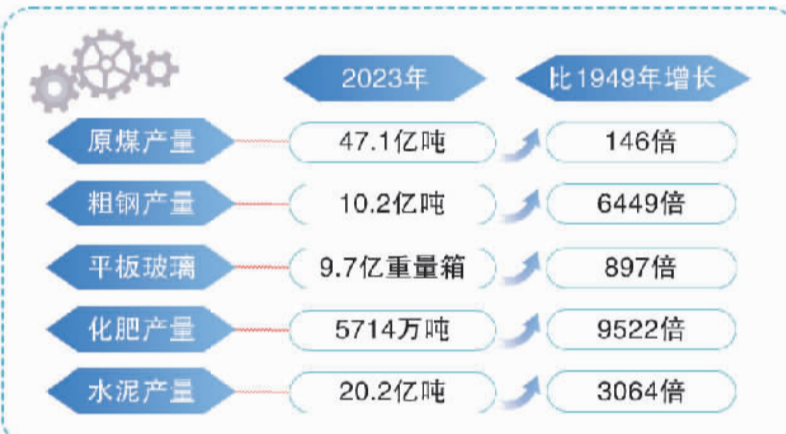 2023年 比1949年增长
原煤产量 47.1亿吨 146倍
粗钢产量 10.2亿吨 6449倍
平板玻璃 9.7亿重量箱 897倍
化肥产量 5714万吨 9522倍
水泥产量 20.2亿吨 3064倍